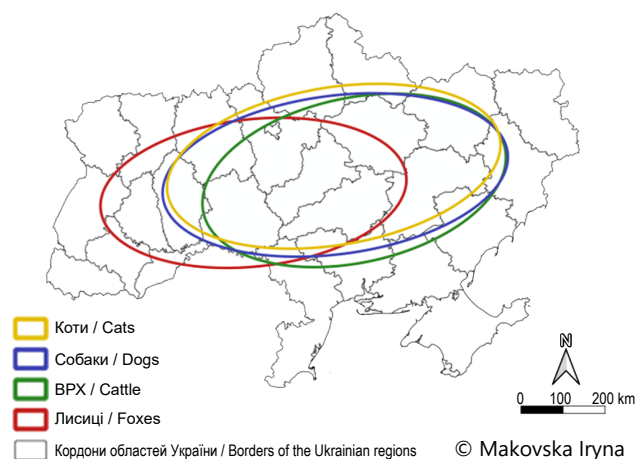 Коти / Cats
Собаки / Dogs
ВРХ / Cattle
Лисиці / Foxes
Кордони областей України / Borders of the Ukrainian regions
N
0 100 200 km
© Makovska Iryna